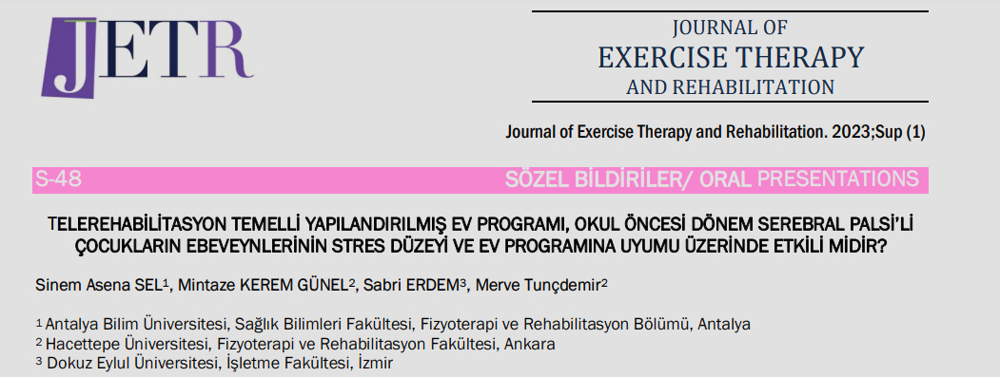 JETR
JOURNAL OF
EXERCISE THERAPY
AND REHABILITATION
Journal of Exercise Therapy and Rehabilitation. 2023;Sup (1)
S-48 SÖZEL BİLDİRİLER/ ORAL PRESENTATIONS
TELEREHABİLİTASYON TEMELLİ YAPILANDIRILMIŞ EV PROGRAMI, OKUL ÖNCESİ DÖNEM SEREBRAL PALSİ'Lİ
ÇOCUKLARIN EBEVEYNLERİNİN STRES DÜZEYİ VE EV PROGRAMINA UYUMU ÜZERİNDE ETKİLİ MİDİR?
Sinem Asena SEL¹, Mintaze KEREM GÜNEL², Sabri ERDEM³, Merve Tunçdemir²
¹ Antalya Bilim Üniversitesi, Sağlık Bilimleri Fakültesi, Fizyoterapi ve Rehabilitasyon Bölümü, Antalya
² Hacettepe Üniversitesi, Fizyoterapi ve Rehabilitasyon Fakültesi, Ankara
³ Dokuz Eylul Üniversitesi, İşletme Fakültesi, İzmir